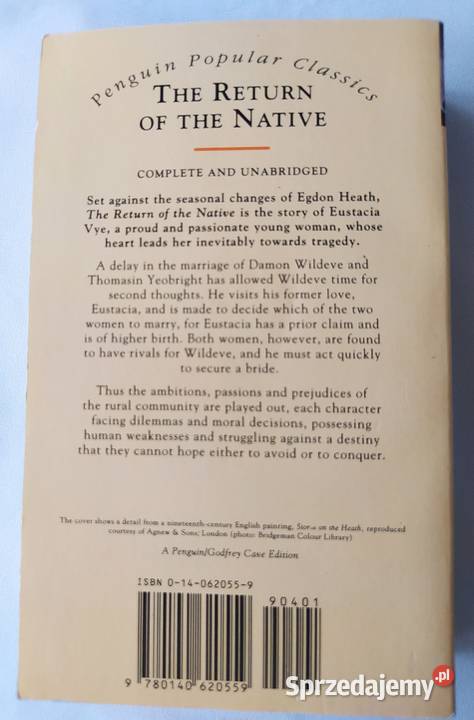 Penguin Popular Classics
THE RETURN
OF THE NATIVE
COMPLETE AND UNABRIDGED
Set against the seasonal changes of Egdon Heath,
The Return of the Native is the story of Eustacia
Vye, a proud and passionate young woman, whose
heart leads her inevitably towards tragedy.
A delay in the marriage of Damon Wildeve and
Thomasin Yeobright has allowed Wildeve time for
second thoughts. He visits his former love,
Eustacia, and is made to decide which of the two
women to marry, for Eustacia has a prior claim and
is of higher birth. Both women, however, are found
to have rivals for Wildeve, and he must act quickly
to secure a bride.
Thus the ambitions, passions and prejudices of
the rural community are played out, each character
facing dilemmas and moral decisions, possessing
human weaknesses and struggling against a destiny
that they cannot hope either to avoid or to conquer.
The cover shows a detail from a nineteenth-century English painting, on the Heath, reproduced
courtesy of Agnew & Sons, London (photo: Bridgeman Colour Library)
A Penguin/Godfrey Cave Edition
ISBN 0-14-062055-9
90401
9 780140 620559
Sprzedajemy.pl